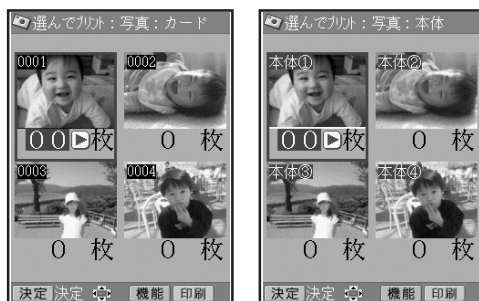 選んでプリント：写真：カード
0001
0002
00枚
0 枚
0003
0004
0 枚
0 枚
決定 決定 機能 印刷
選んでプリント：写真：本体
本体①
本体②
00枚
0 枚
本体③
本体④
0 枚
0 枚
決定 決定 機能 印刷